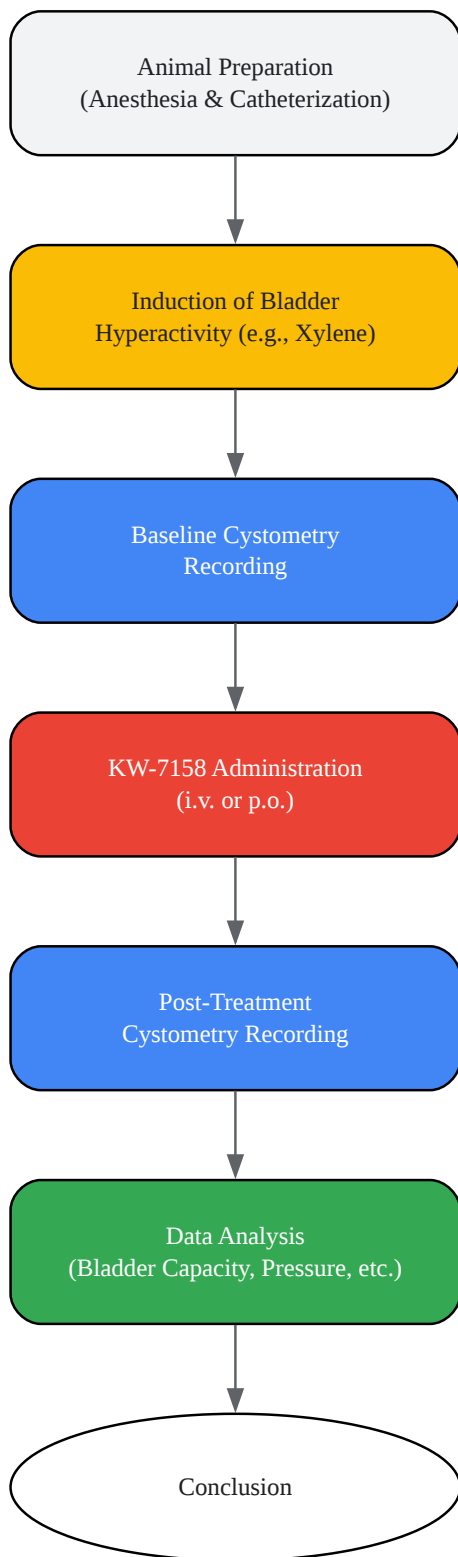 Animal Preparation
(Anesthesia & Catheterization)
Induction of Bladder
Hyperactivity (e.g., Xylene)
Baseline Cystometry
Recording
KW-7158 Administration
(i.v. or p.o.)
Post-Treatment
Cystometry Recording
Data Analysis
(Bladder Capacity, Pressure, etc.)
Conclusion